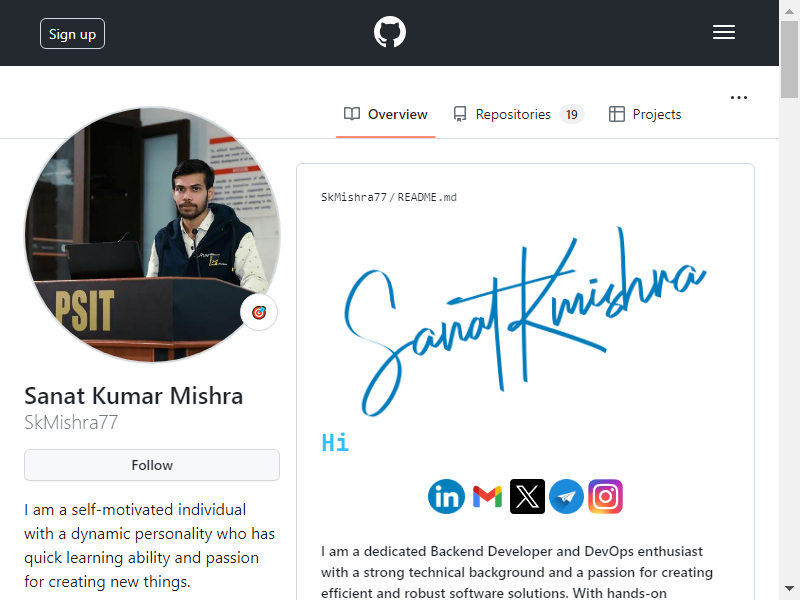 Sign up
Overview
Repositories 19
Projects
SkMishra77/README.md
Sanat Kmishra
Hi
PSIT
Sanat Kumar Mishra
SkMishra77
Follow
I am a self-motivated individual
with a dynamic personality who has
quick learning ability and passion
for creating new things.
I am a dedicated Backend Developer and DevOps enthusiast
with a strong technical background and a passion for creating
efficient and robust software solutions. With hands-on